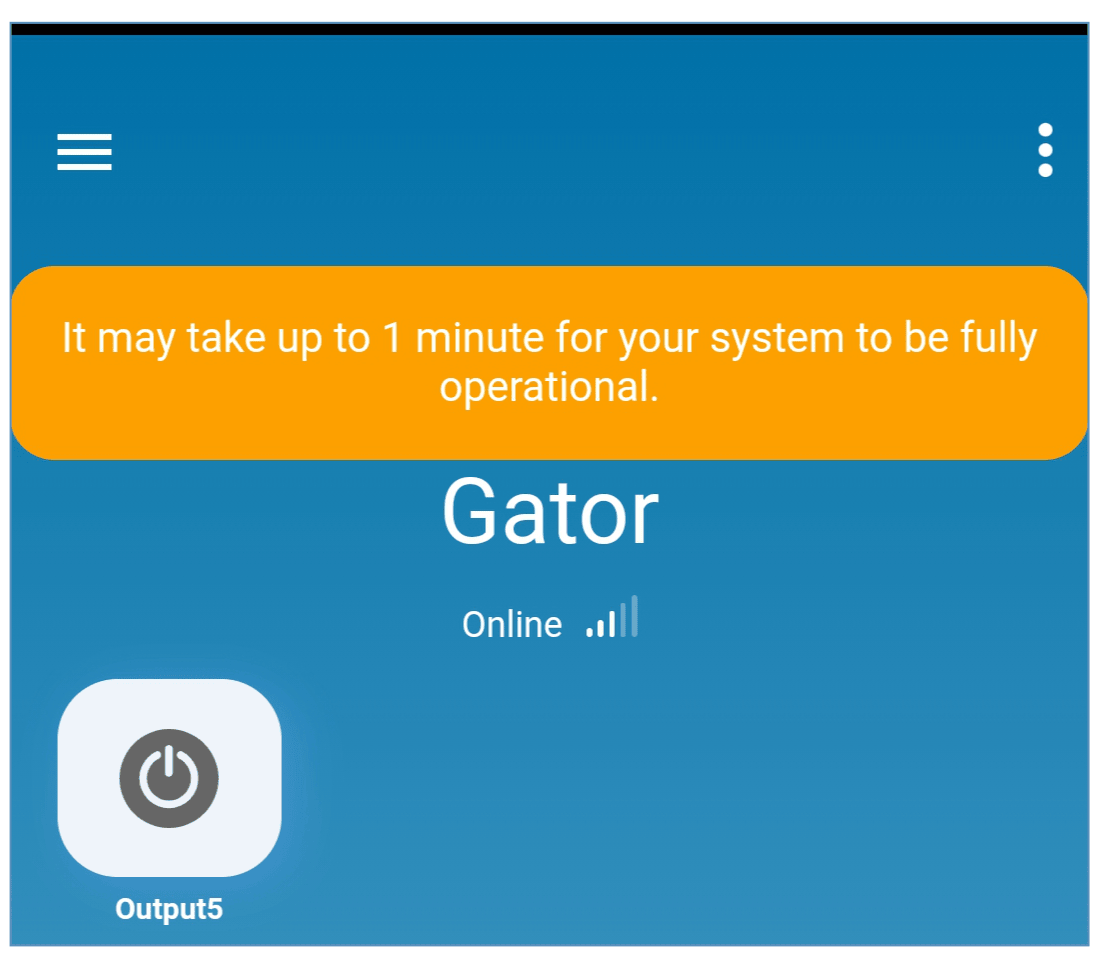 It may take up to 1 minute for your system to be fully
operational.
Gator
Online
Output5